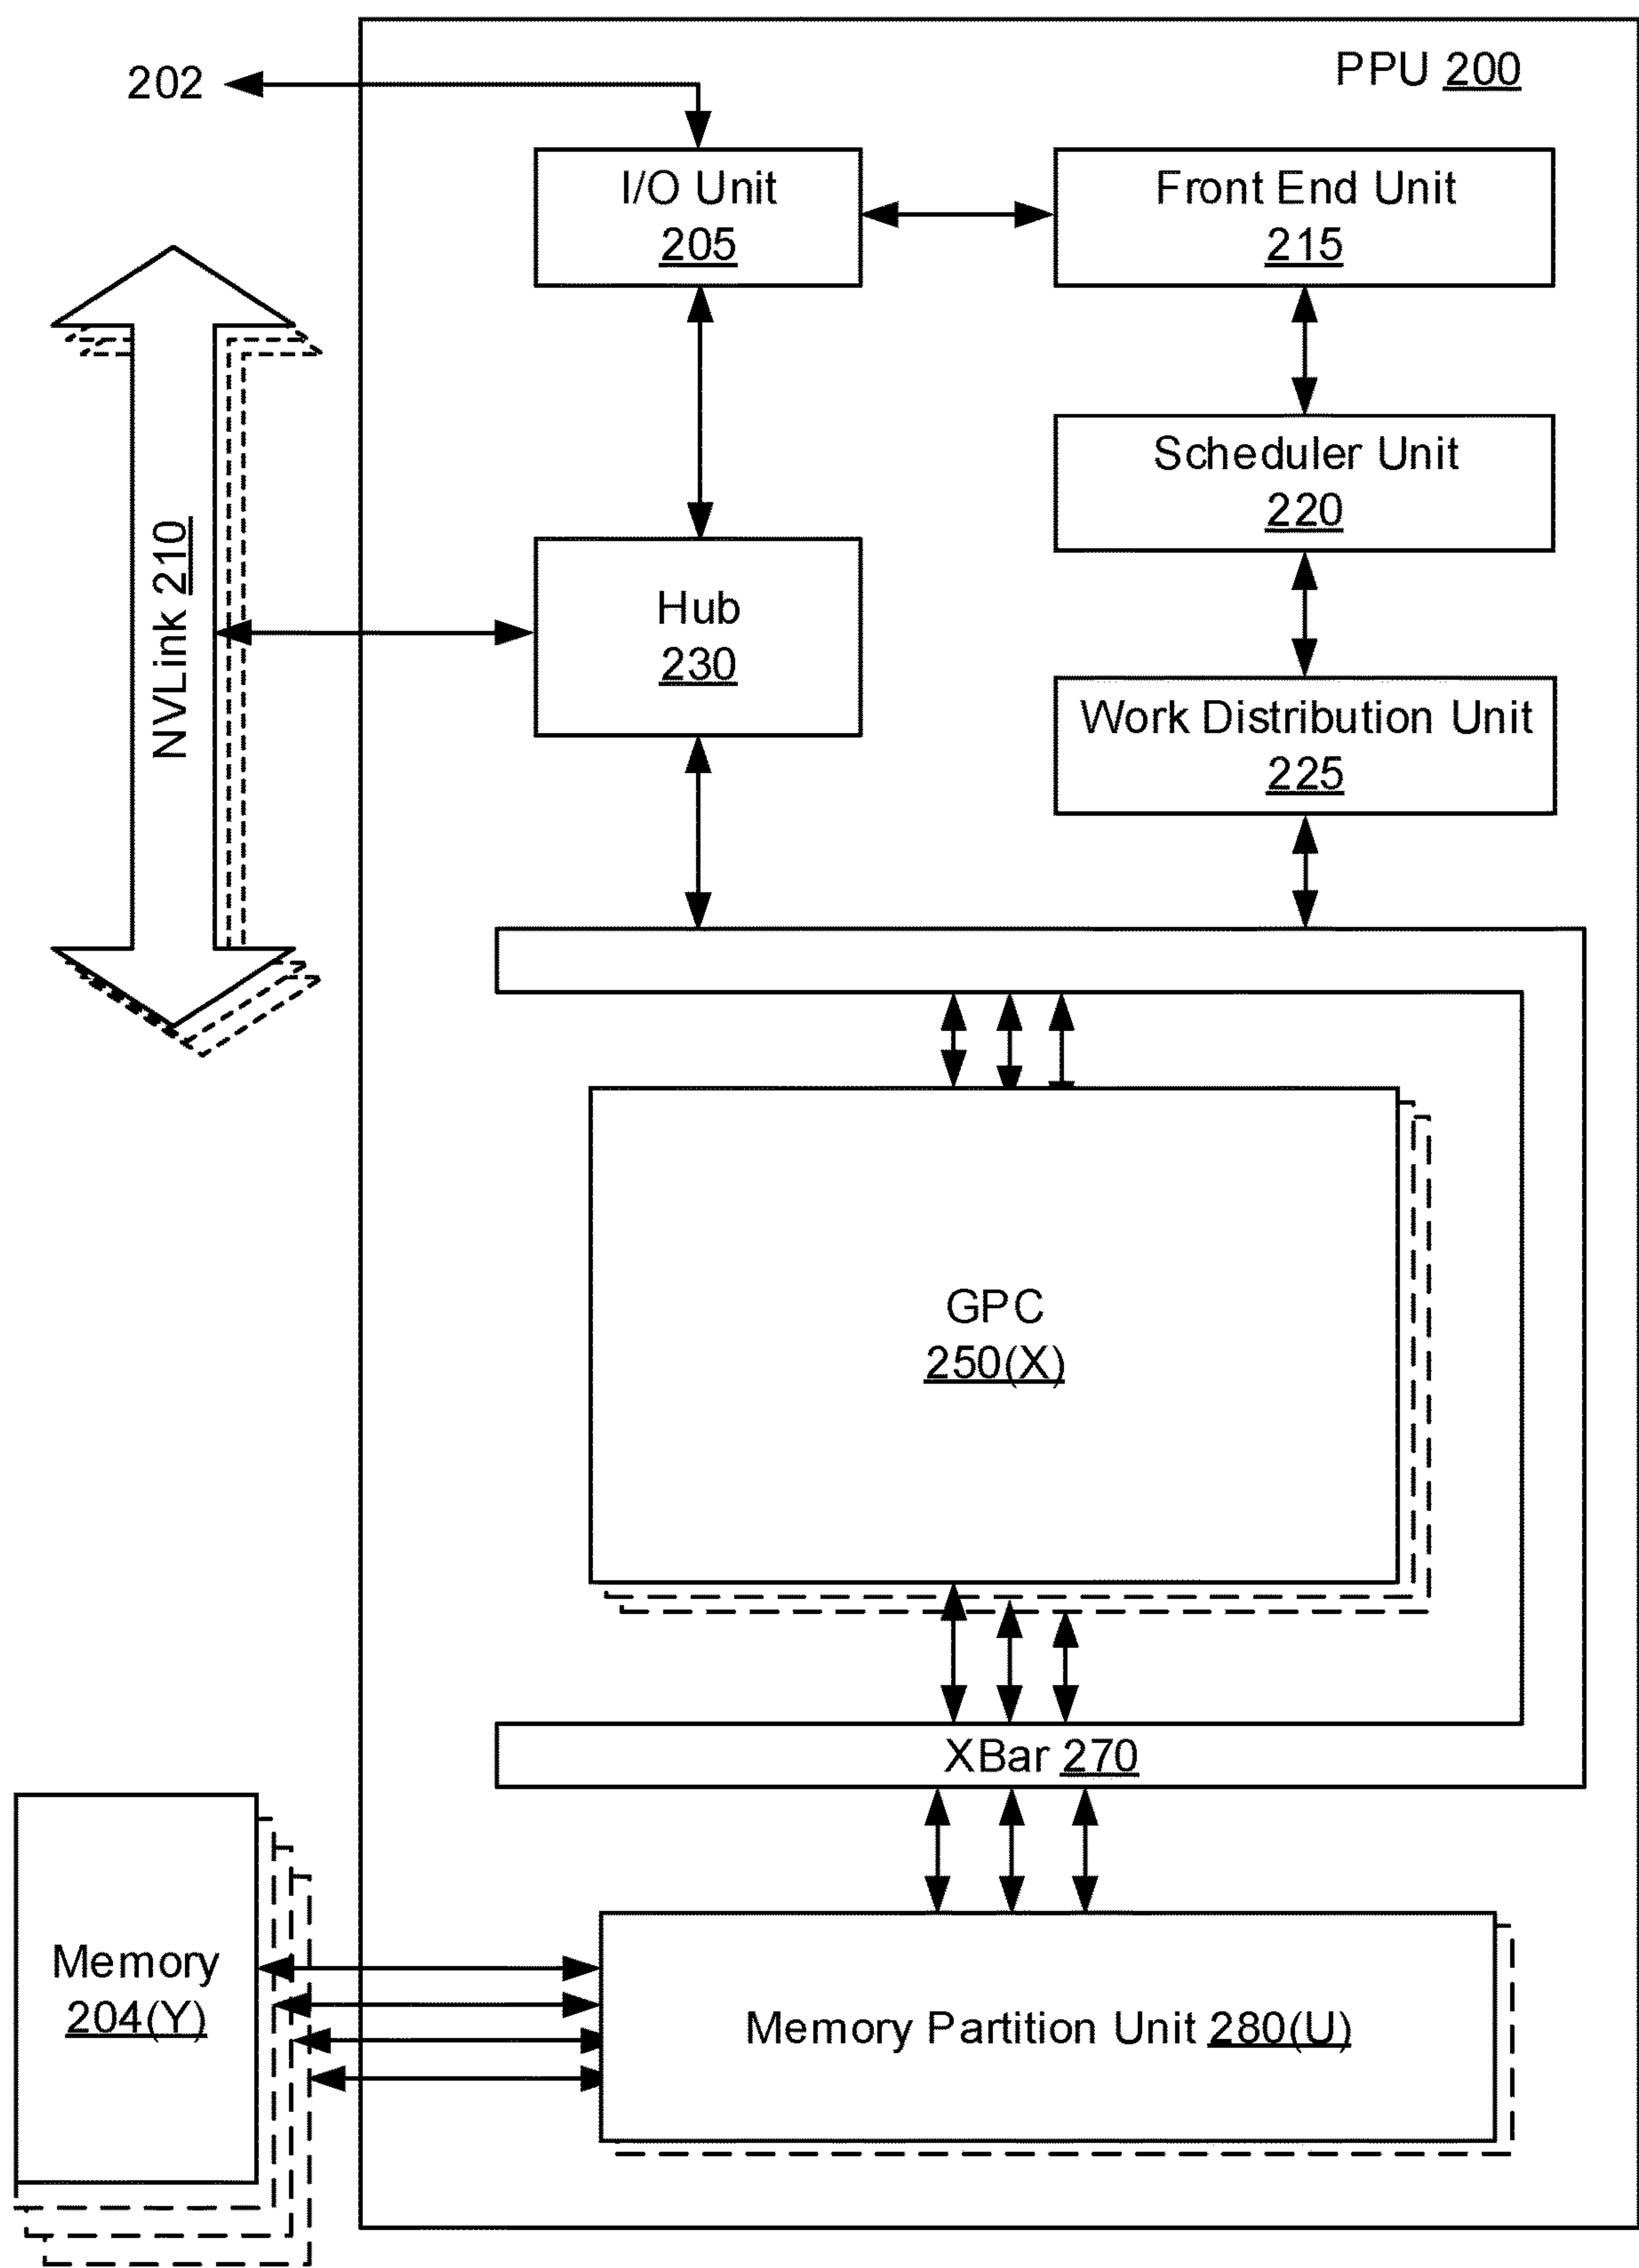 PPU 200
202
I/O Unit
205
Front End Unit
215
Scheduler Unit
220
NVLink 210
Hub
230
Work Distribution Unit
225
GPC
250(X)
XBar 270
Memory
204(Y)
Memory Partition Unit 280(U)